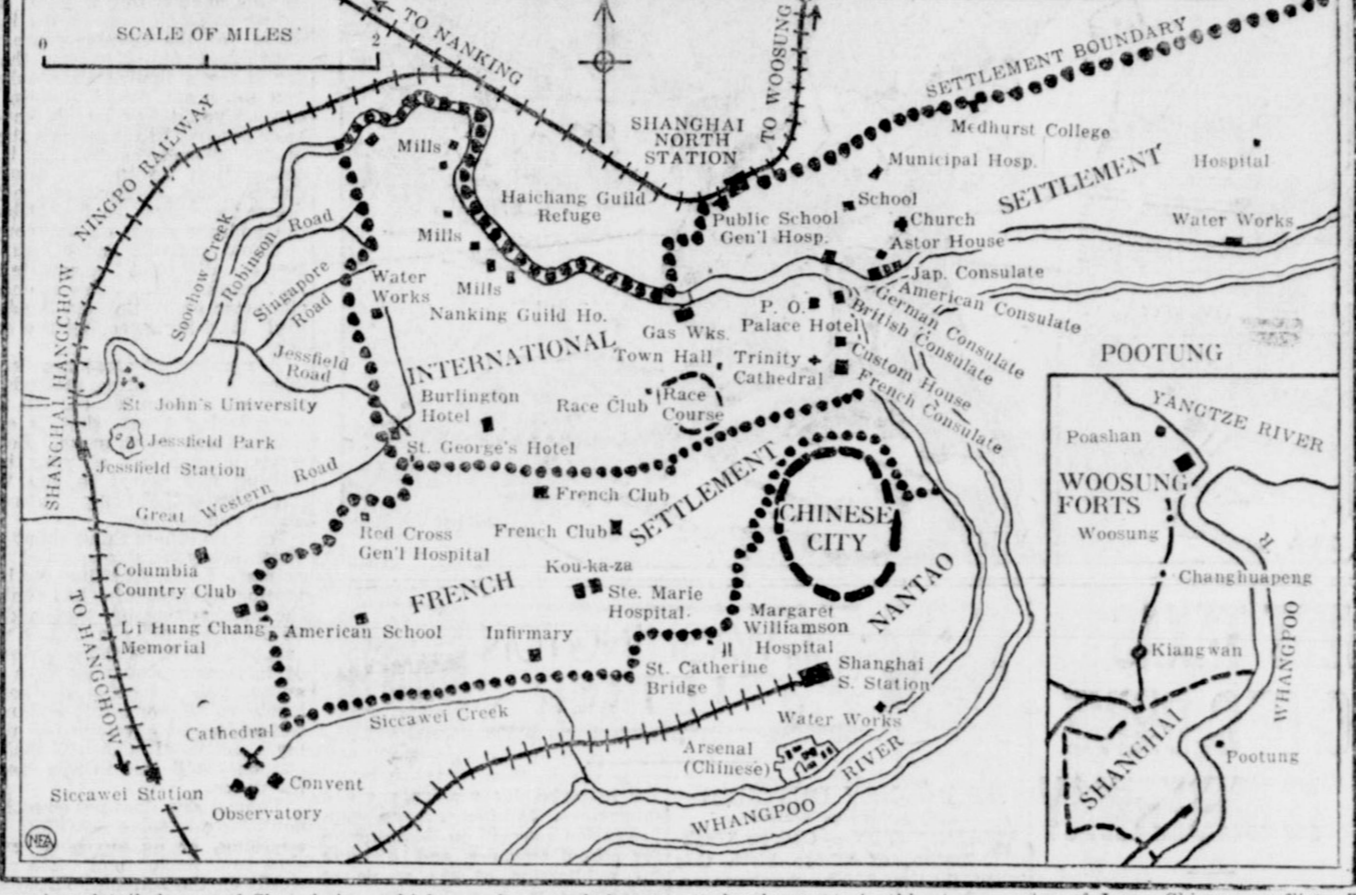 SCALE OF MILES
0
2
TO NANKING
TO WOOSUNG
SETTLEMENT BOUNDARY
NINGPO RAILWAY
SHANGHAI HANGCHOW
SHANGHAI
NORTH
STATION
Medhurst College
Municipal Hosp.
Hospital
SETTLEMENT
Mills
Haichang Guild
Refuge
School
Public School
Gen'l Hosp.
Church
Astor House
Water Works
Soochow Creek
Robinson Road
Mills
Singapore
Road
Water
Works
Mills
Nanking Guild Ho.
Jap. Consulate
American Consulate
German Consulate
British Consulate
P. O.
Palace Hotel
Gas Wks.
Custom House
French Consulate
INTERNATIONAL
Town Hall
Trinity
Cathedral
Jessfield
Road
Race Club
Race
Course
Burlington
Hotel
St. John's University
Jessfield Park
Jessfield Station
St. George's Hotel
Great Western Road
POOTUNG
French Club
SETTLEMENT
CHINESE
CITY
Red Cross
Gen'l Hospital
French Club
Kou-ka-za
Columbia
Country Club
FRENCH
Ste. Marie
Hospital.
NANTAO
Li Hung Chang
Memorial
American School
Infirmary
Margaret
Williamson
Hospital
TO HANGCHOW
St. Catherine
Bridge
Shanghai
S. Station
Siccawei Creek
Cathedral
Water Works
Arsenal
(Chinese)
Convent
Siccawei Station
Observatory
WHANGPOO RIVER
NEA
YANGTZE RIVER
Poashan
WOOSUNG
FORTS
Woosung
R.
Changhuapeng
WHANGPOO
Kiangwan
SHANGHAI
Pootung